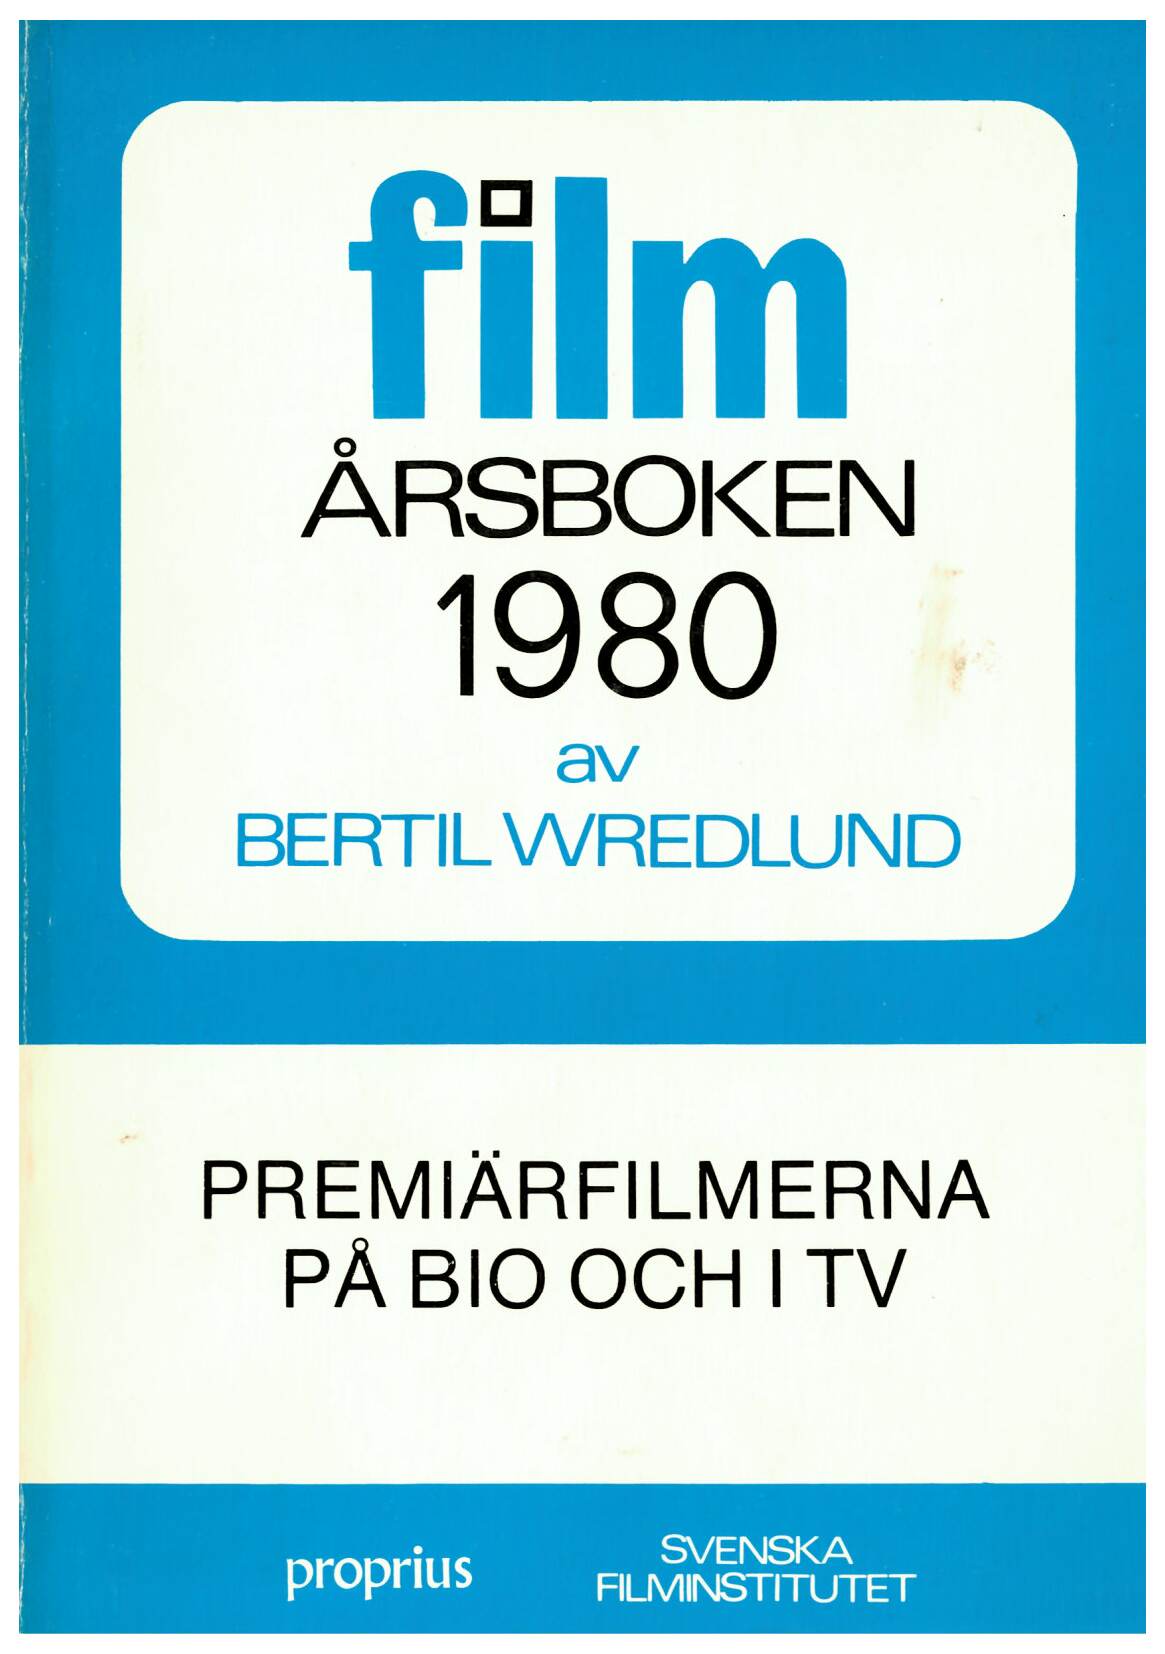 film
ÅRSBOKEN
1980
av
BERTIL WREDLUND
PREMIÄRFILMERNA
PÅ BIO OCH I TV
proprius
SVENSKA
FILMINSTITUTET